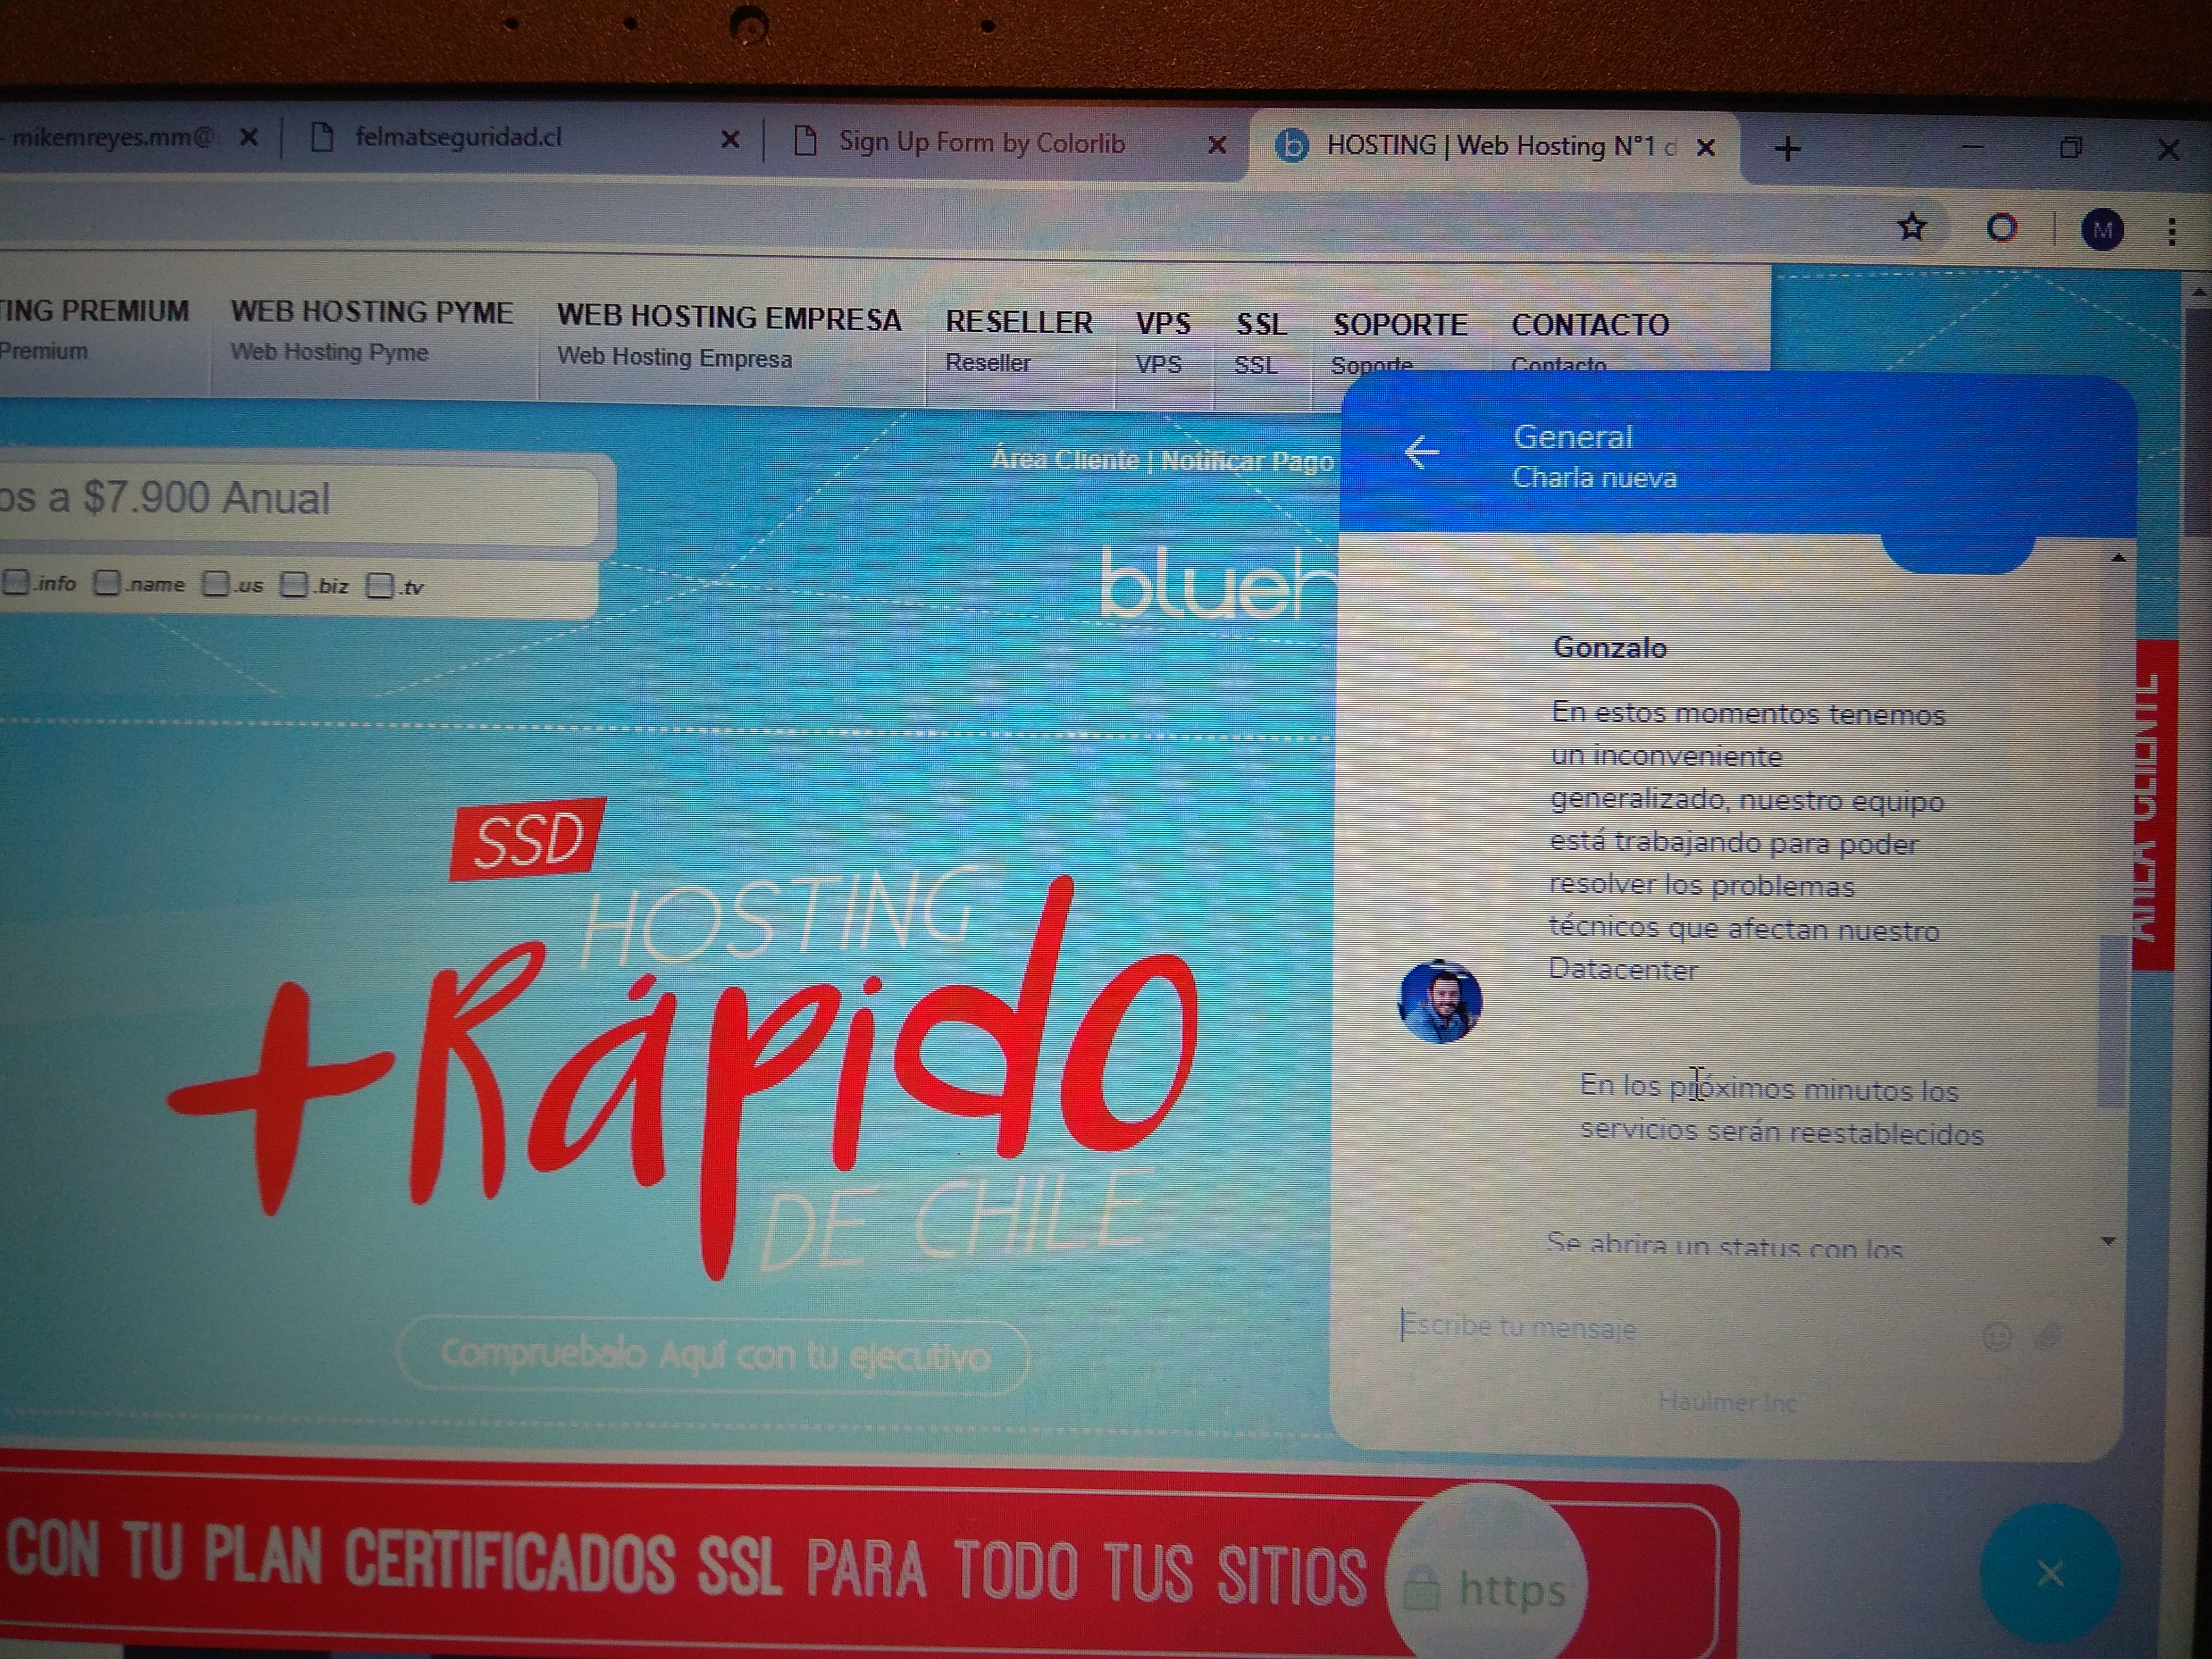 mikemreyes.mm@
felmatseguridad.cl
Sign Up Form by Colorlib
HOSTING | Web Hosting N°1
M
PREMIUM
Premium
WEB HOSTING PYME
Web Hosting Pyme
WEB HOSTING EMPRESA
Web Hosting Empresa
RESELLER
Reseller
VPS
VPS
SSL
SSL
SOPORTE
Soporte
CONTACTO
Contacto
a $7.900 Anual
.info .name .us .biz .tv
Área Cliente | Notificar Pago
blueh
SSD
HOSTING
+Rápido
DE CHILE
Compruebalo Aquí con tu ejecutivo
General
Charla nueva
Gonzalo
En estos momentos tenemos
un inconveniente
generalizado, nuestro equipo
está trabajando para poder
resolver los problemas
técnicos que afectan nuestro
Datacenter
En los próximos minutos los
servicios serán reestablecidos
Se abrira un status con los
Escribe tu mensaje
Haulmer Inc
AREA CLIENTE
CON TU PLAN CERTIFICADOS SSL PARA TODO TUS SITIOS
https